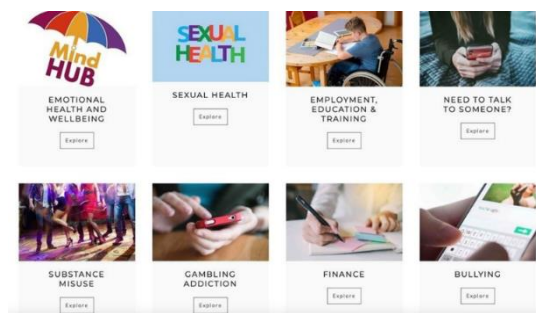 Mind
HUB
SEXUAL
HEALTH
EMOTIONAL
HEALTH AND
WELLBEING
Explore
SEXUAL HEALTH
Explore
EMPLOYMENT,
EDUCATION &
TRAINING
Explore
NEED TO TALK
TO SOMEONE?
Explore
SUBSTANCE
MISUSE
Explore
GAMBLING
ADDICTION
Explore
FINANCE
Explore
BULLYING
Explore